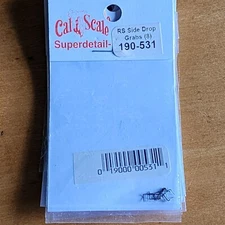 Cal Scale
Superdetail-
RS Side Drop
Grabs (8)
190-531
0 19000 00531 1